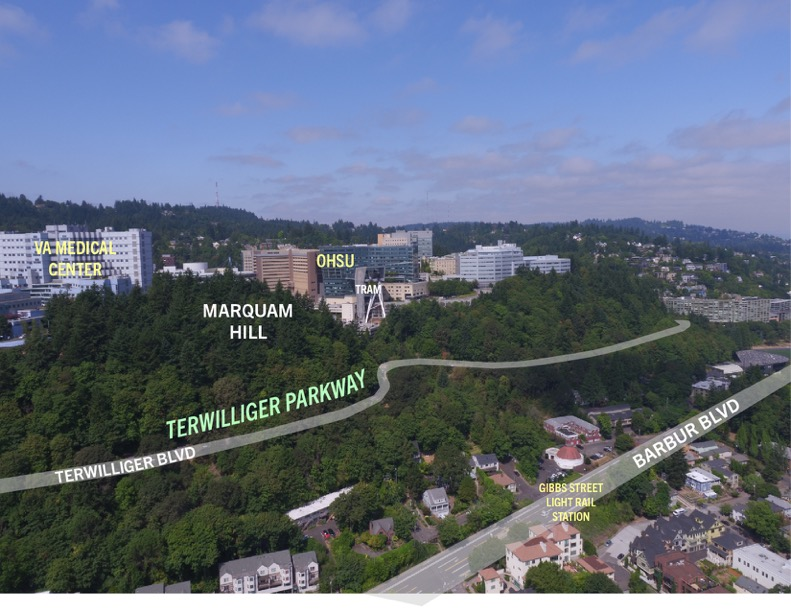 VA MEDICAL
CENTER
OHSU
TRAM
MARQUAM
HILL
TERWILLIGER PARKWAY
TERWILLIGER BLVD
BARBUR BLVD
GIBBS STREET
LIGHT RAIL
STATION